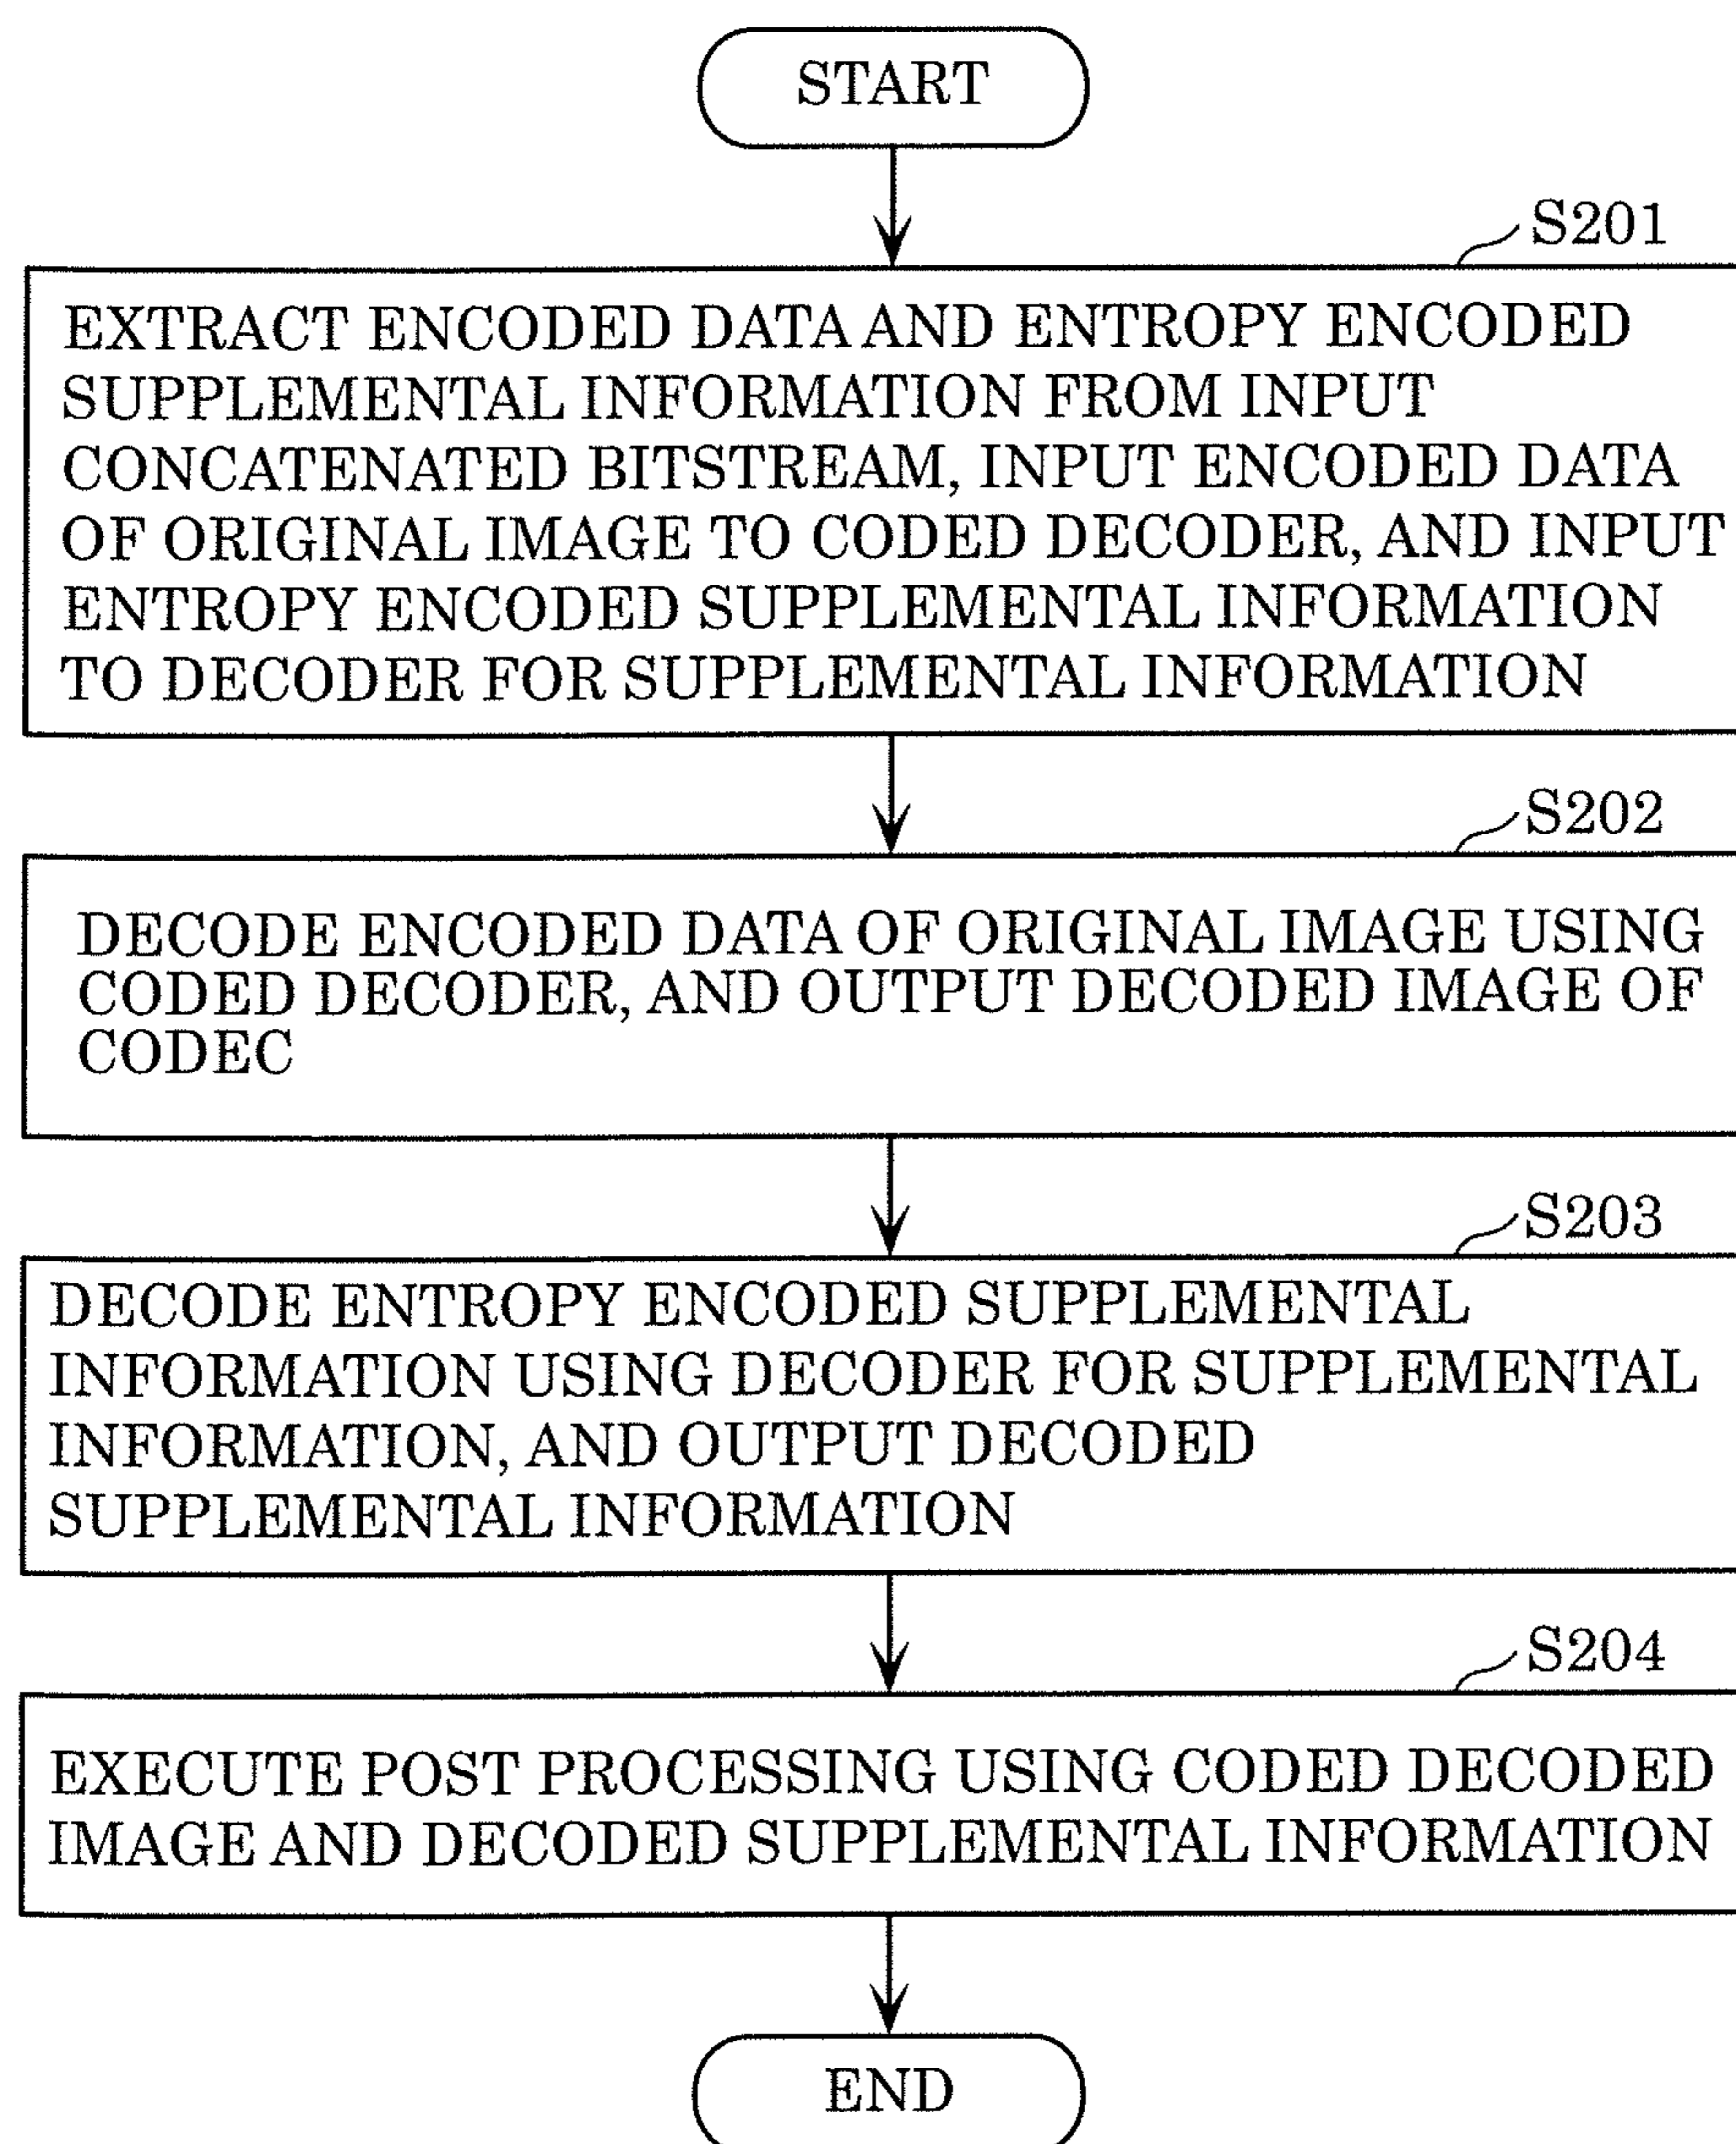 START
S201
EXTRACT ENCODED DATA AND ENTROPY ENCODED
SUPPLEMENTAL INFORMATION FROM INPUT
CONCATENATED BITSTREAM, INPUT ENCODED DATA
OF ORIGINAL IMAGE TO CODED DECODER, AND INPUT
ENTROPY ENCODED SUPPLEMENTAL INFORMATION
TO DECODER FOR SUPPLEMENTAL INFORMATION
S202
DECODE ENCODED DATA OF ORIGINAL IMAGE USING
CODED DECODER, AND OUTPUT DECODED IMAGE OF
CODEC
S203
DECODE ENTROPY ENCODED SUPPLEMENTAL
INFORMATION USING DECODER FOR SUPPLEMENTAL
INFORMATION, AND OUTPUT DECODED
SUPPLEMENTAL INFORMATION
S204
EXECUTE POST PROCESSING USING CODED DECODED
IMAGE AND DECODED SUPPLEMENTAL INFORMATION
END